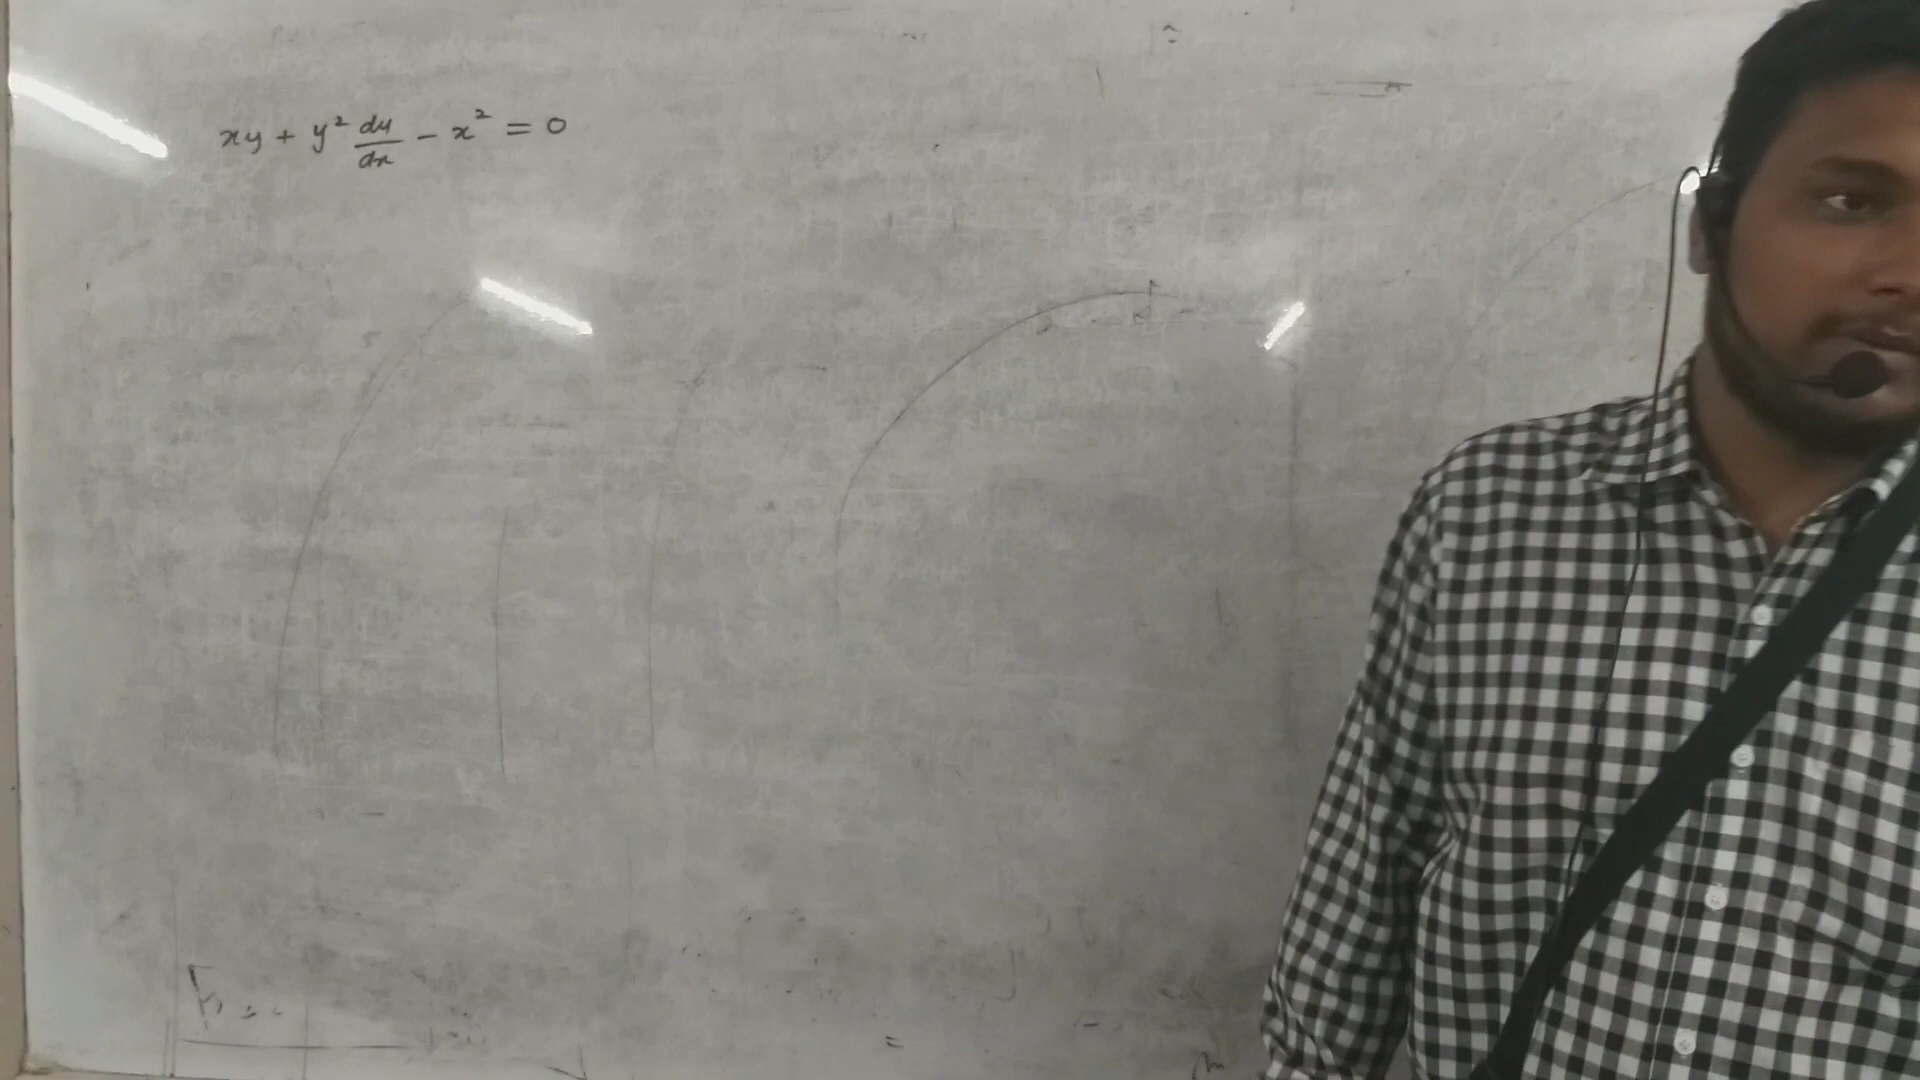 xy + y² dy/dx - x² = 0